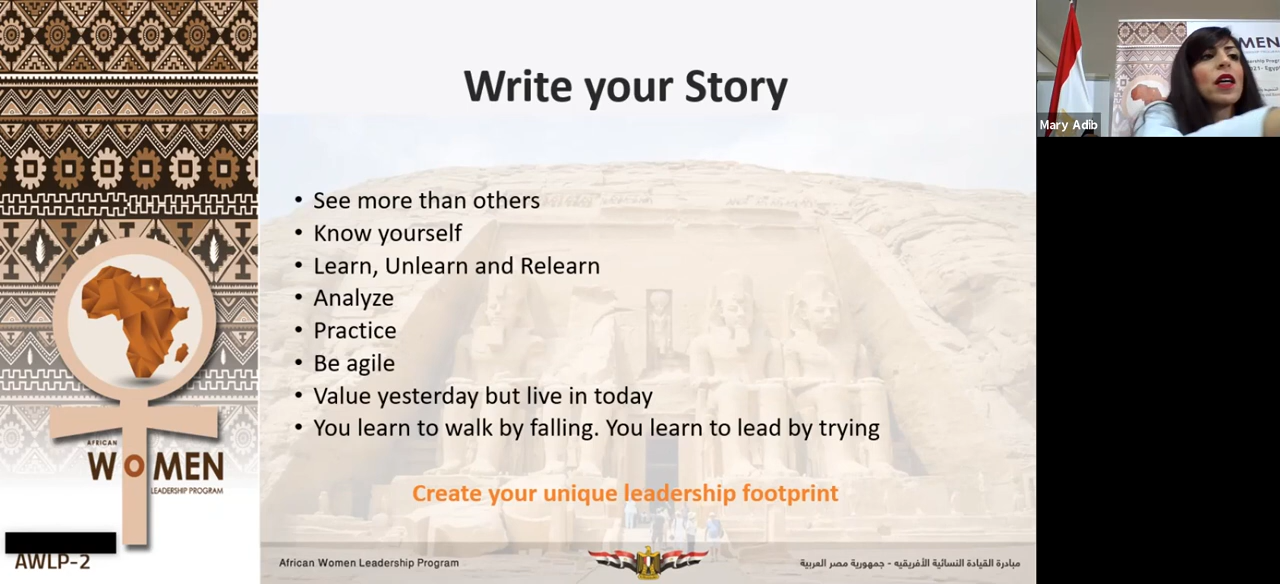 Write your Story
• See more than others
• Know yourself
• Learn, Unlearn and Relearn
• Analyze
• Practice
• Be agile
• Value yesterday but live in today
• You learn to walk by falling. You learn to lead by trying
Create your unique leadership footprint
African Women Leadership Program
مبادرة القيادة النسائية الأفريقيه - جمهورية مصر العربية
AFRICAN
WOMEN
LEADERSHIP PROGRAM
AWLP-2
MEN
Mary Adib